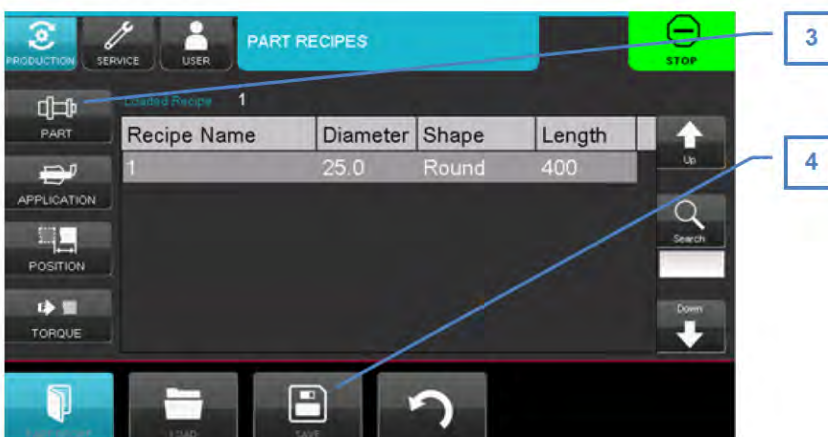 PRODUCTION
SERVICE
USER
PART RECIPES
STOP
3
PART
Loaded Recipe 1
Recipe Name Diameter Shape Length
1 25.0 Round 400
Up
4
APPLICATION
Search
POSITION
Down
TORQUE
LOAD
SAVE